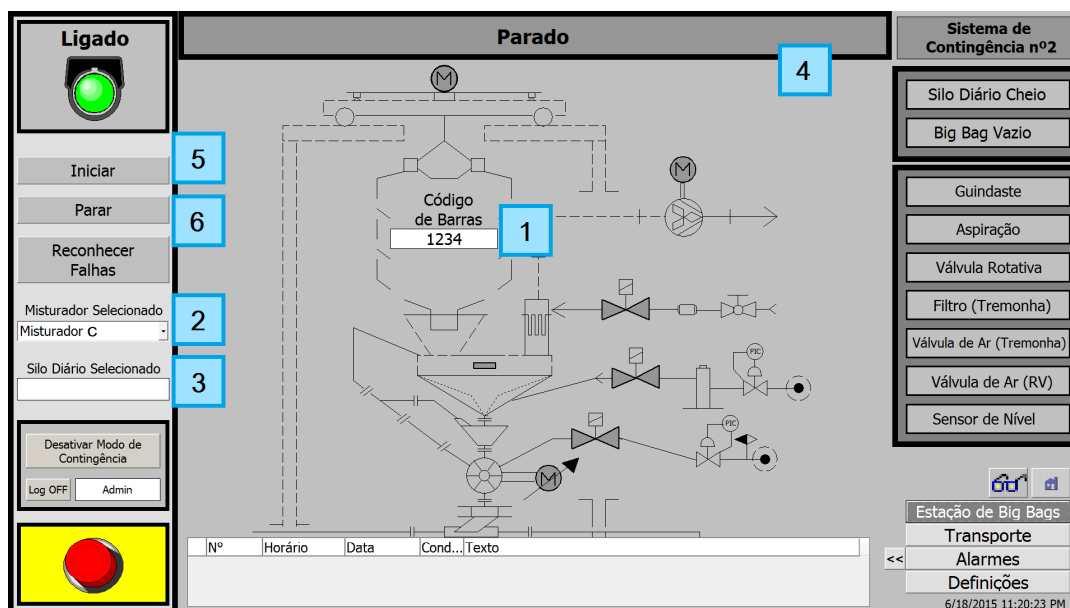 Ligado
Parado
Sistema de
Contingência nº2
4
Silo Diário Cheio
Big Bag Vazio
5
Iniciar
6
Parar
Reconhecer
Falhas
Misturador Selecionado
2
Misturador C
Silo Diário Selecionado
3
Desativar Modo de
Contingência
Log OFF
Admin
M
M
Código
de Barras
1234
1
PIC
PIC
M
Guindaste
Aspiração
Válvula Rotativa
Filtro (Tremonha)
Válvula de Ar (Tremonha)
Válvula de Ar (RV)
Sensor de Nível
Nº Horário Data Cond... Texto
Estação de Big Bags
Transporte
<< Alarmes
Definições
6/18/2015 11:20:23 PM